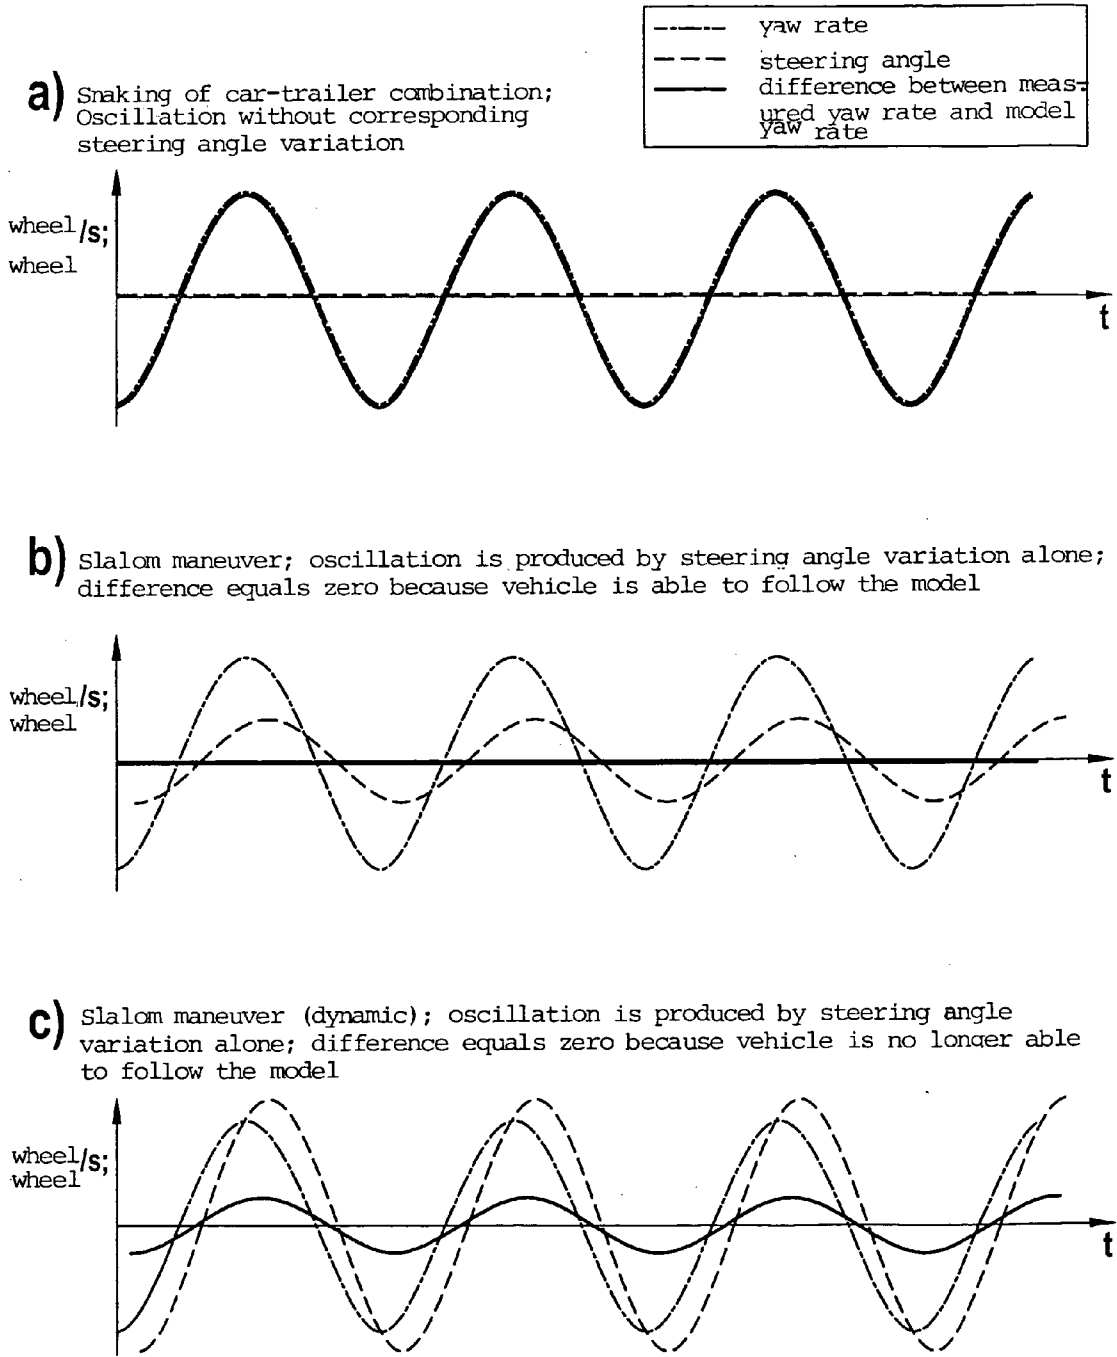 yaw rate
steering angle
difference between meas-
ured yaw rate and model
yaw rate
a) Snaking of car-trailer combination;
Oscillation without corresponding
steering angle variation
wheel/s;
wheel
t
b) Slalom maneuver; oscillation is produced by steering angle variation alone;
difference equals zero because vehicle is able to follow the model
wheel/s;
wheel
t
c) Slalom maneuver (dynamic); oscillation is produced by steering angle
variation alone; difference equals zero because vehicle is no longer able
to follow the model
wheel/s;
wheel
t